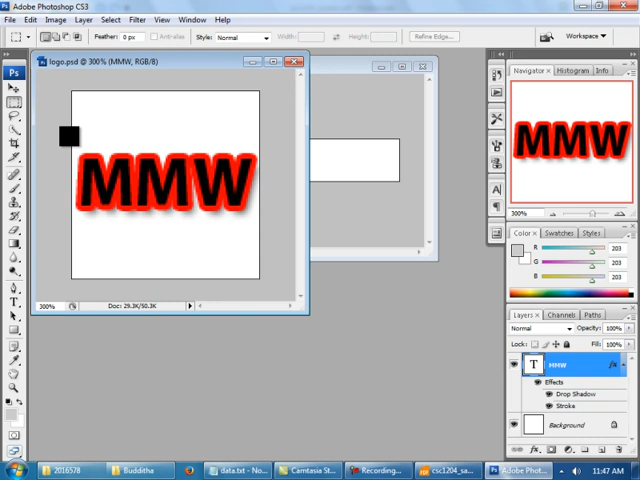 Adobe Photoshop CS3
File Edit Image Layer Select Filter View Window Help
Feather: 0 px Style: Normal Width: Height: Refine Edge... Workspace
logo.psd @ 300% (MMW, RGB/8)
MMW
300% Doc: 29.3K/50.3K
Navigator Histogram Info
MMW
300%
Color Swatches Styles
R 203
G 203
B 203
Layers Channels Paths
Normal Opacity: 100%
Lock: Fill: 100%
T MMW fx
Effects
Drop Shadow
Stroke
Background
2016578 Budditha data.txt - No... Camtasia St... Recording... csc1204_sa... Adobe Phot... 11:47 AM